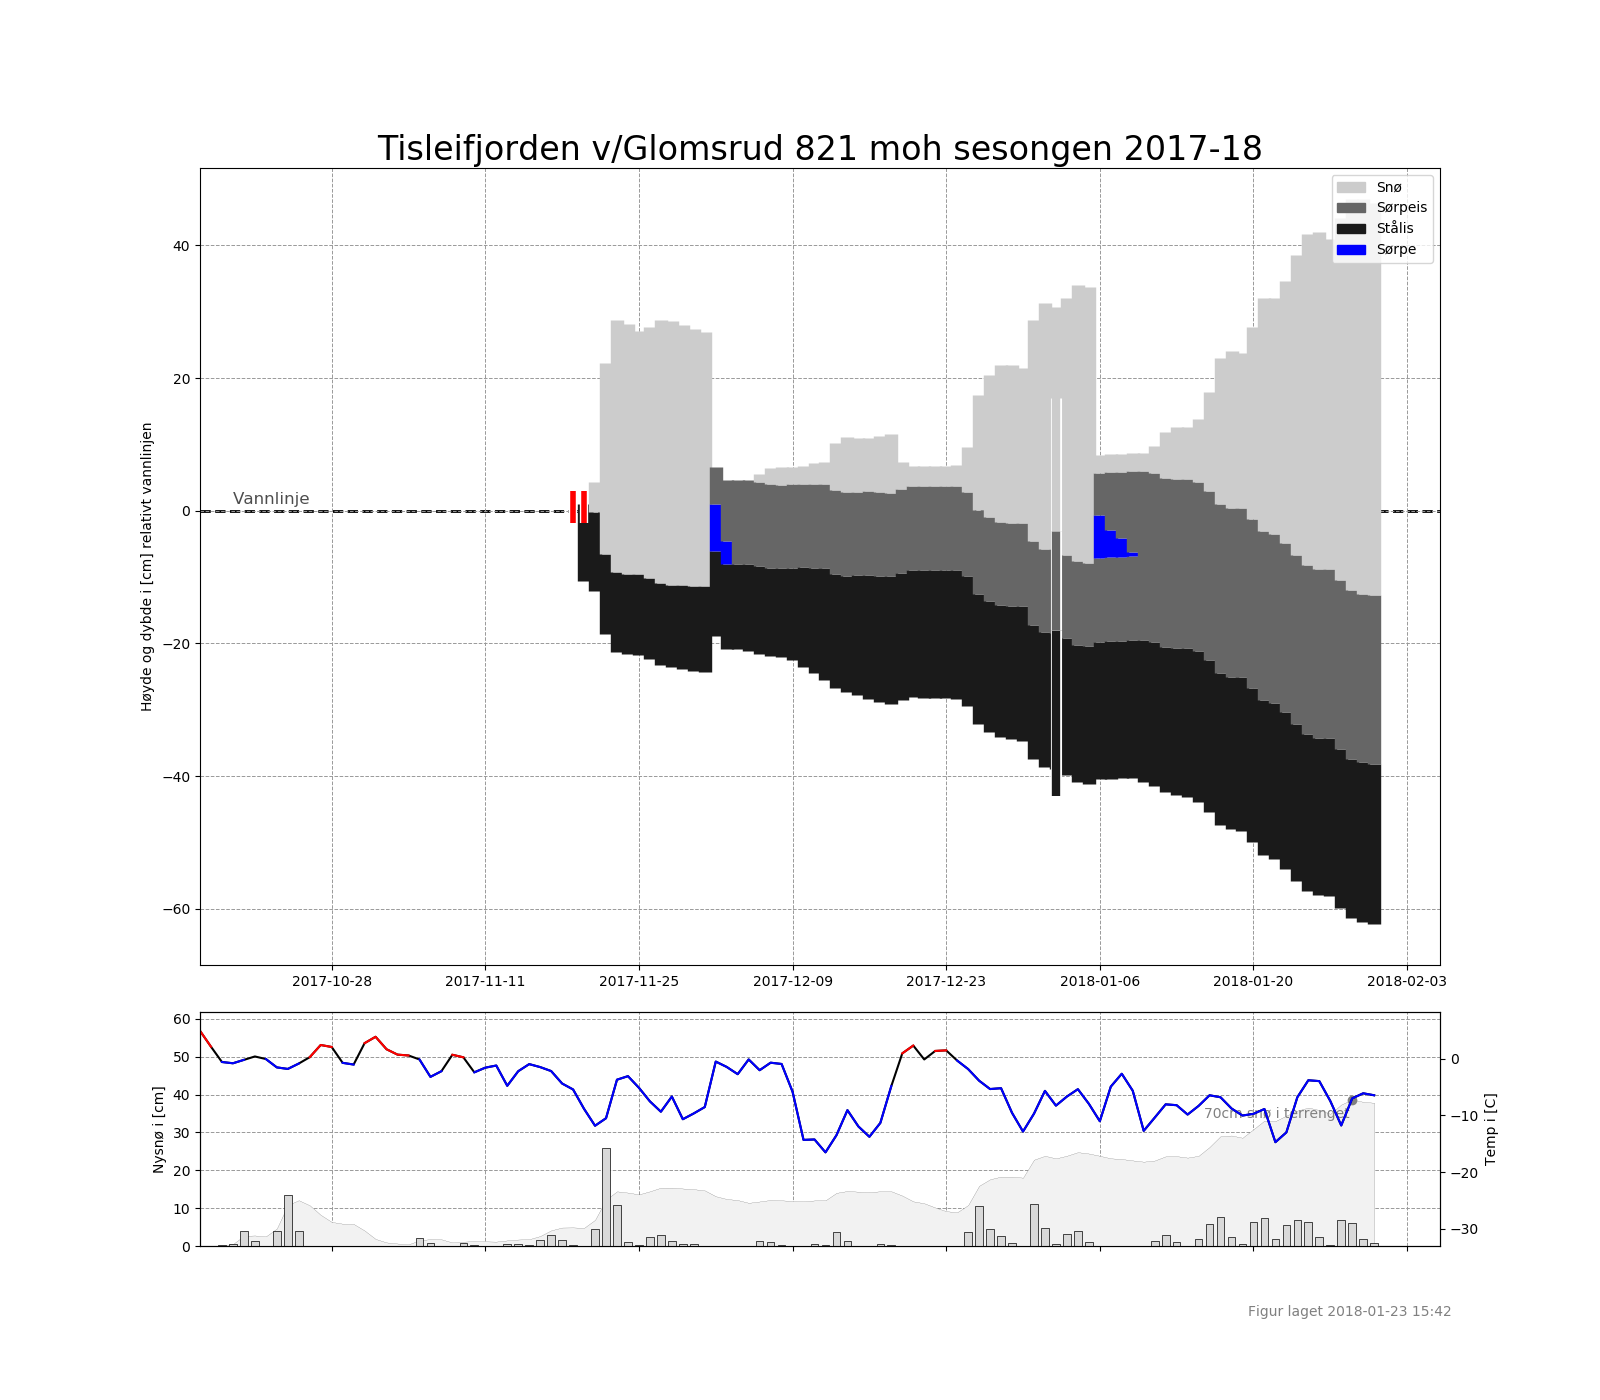 Tisleifjorden v/Glomsrud 821 moh sesongen 2017-18
Snø
Sørpeis
Stålis
Sørpe
Høyde og dybde i [cm] relativt vannlinjen
40
20
0
−20
−40
−60
Vannlinje
2017-10-28 2017-11-11 2017-11-25 2017-12-09 2017-12-23 2018-01-06 2018-01-20 2018-02-03
Nysnø i [cm]
60
50
40
30
20
10
0
70cm snø i terrenget
0
−10
−20
−30
Temp i [C]
Figur laget 2018-01-23 15:42